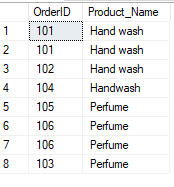 OrderID Product_Name
1 101 Hand wash
2 101 Hand wash
3 102 Hand wash
4 104 Handwash
5 105 Perfume
6 106 Perfume
7 106 Perfume
8 103 Perfume